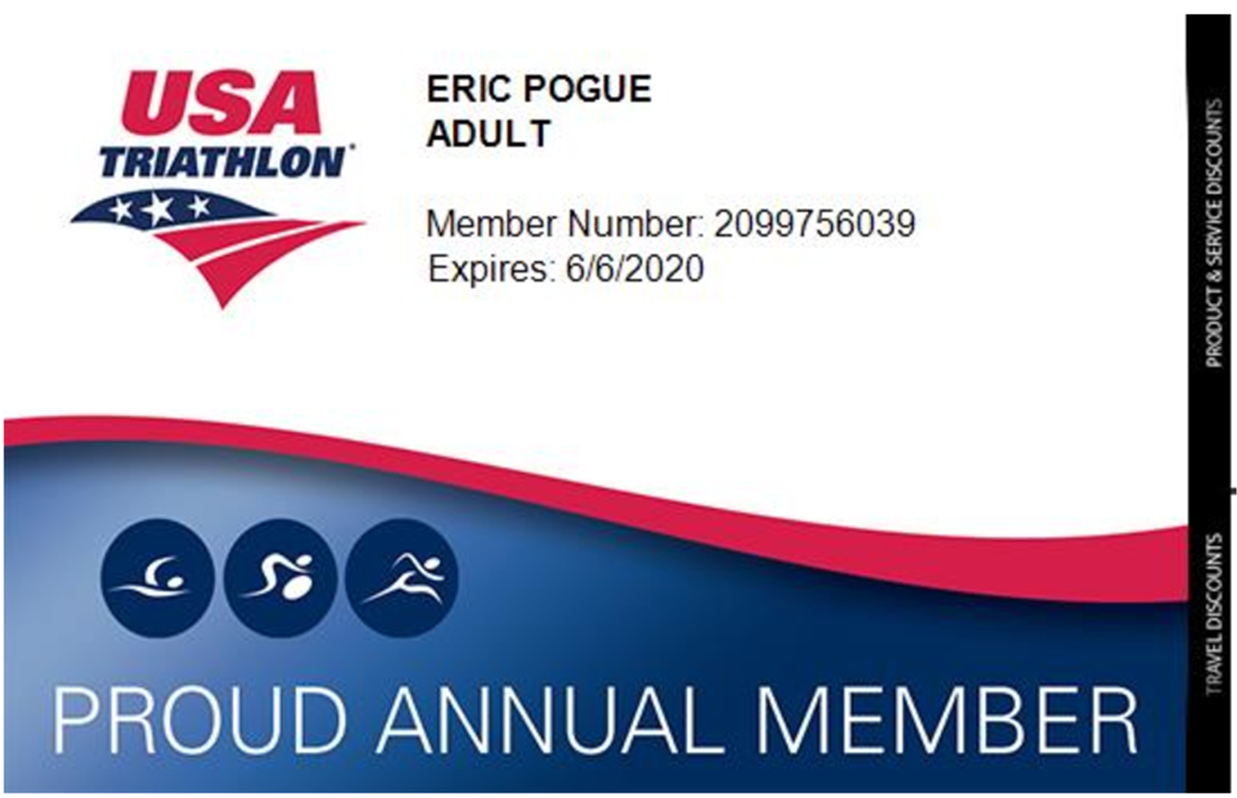 USA
TRIATHLON
ERIC POGUE
ADULT
Member Number: 2099756039
Expires: 6/6/2020
PROUD ANNUAL MEMBER
PRODUCT & SERVICE DISCOUNTS
TRAVEL DISCOUNTS